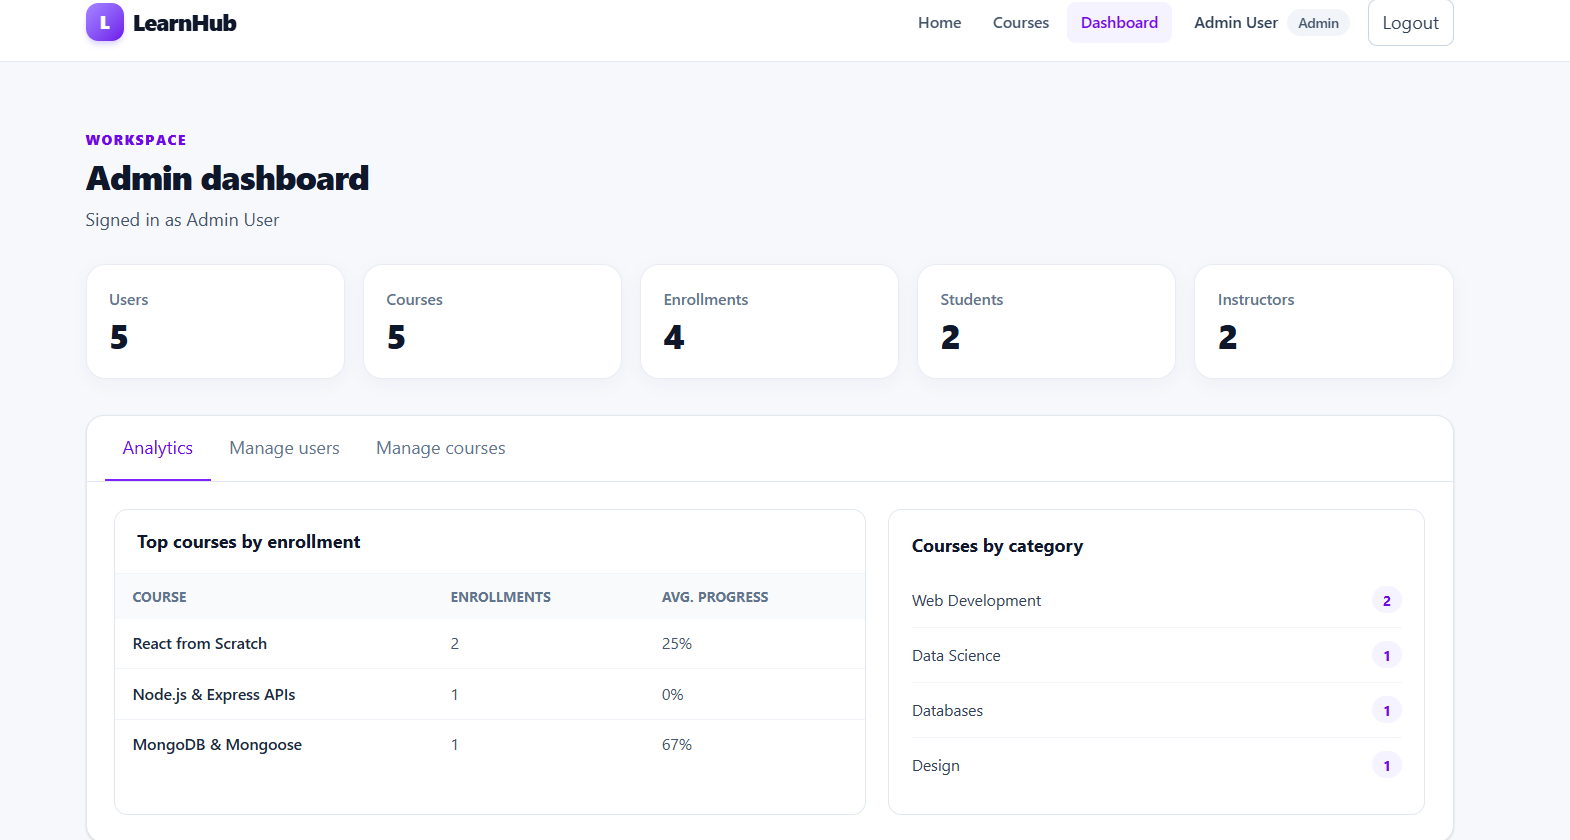 L LearnHub Home Courses Dashboard Admin User Admin Logout
WORKSPACE
Admin dashboard
Signed in as Admin User
Users Courses Enrollments Students Instructors
5 5 4 2 2
Analytics Manage users Manage courses
Top courses by enrollment
COURSE ENROLLMENTS AVG. PROGRESS
React from Scratch 2 25%
Node.js & Express APIs 1 0%
MongoDB & Mongoose 1 67%
Courses by category
Web Development 2
Data Science 1
Databases 1
Design 1